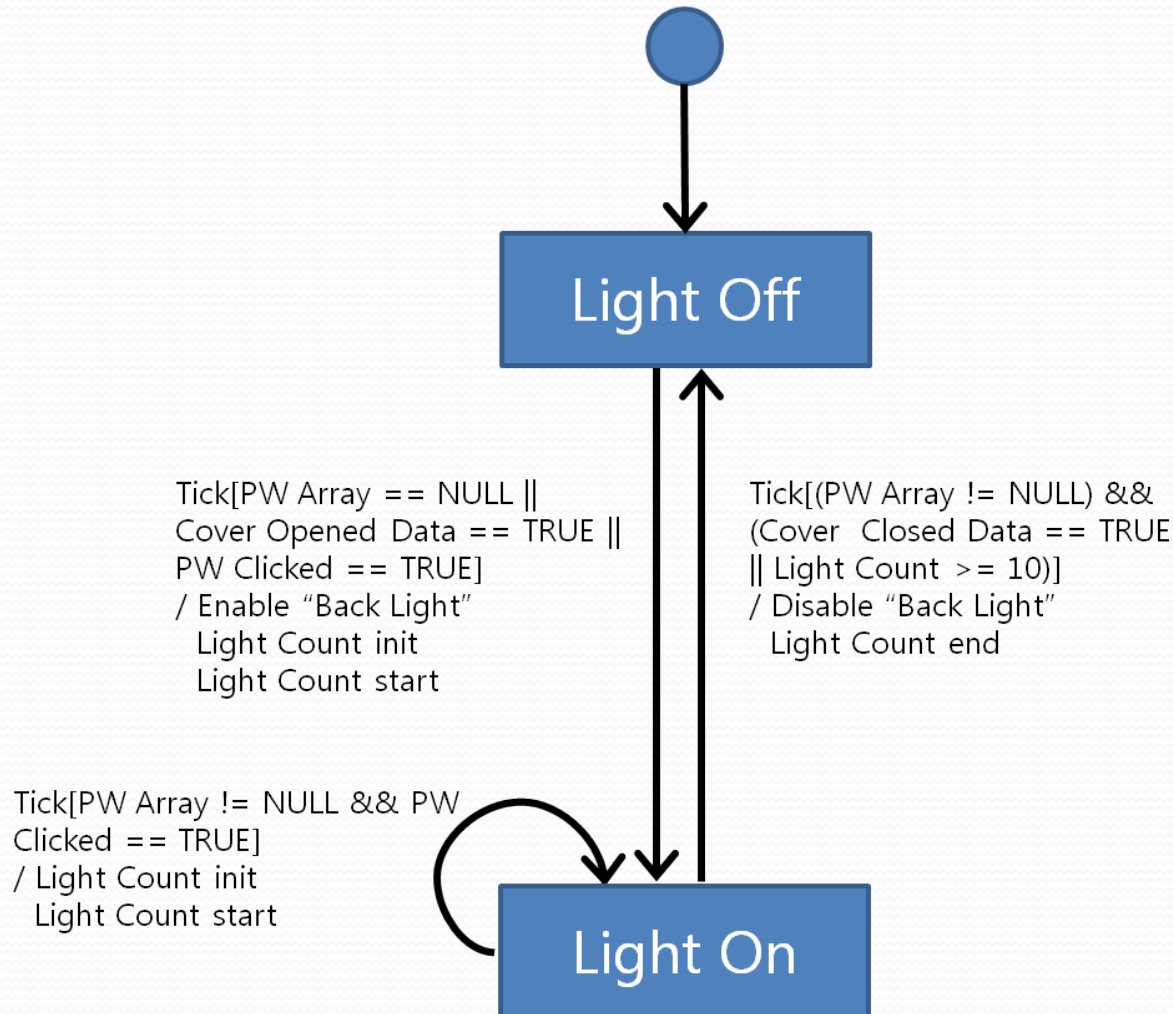 Light Off
Tick[PW Array == NULL ||
Cover Opened Data == TRUE ||
PW Clicked == TRUE]
/ Enable “Back Light”
Light Count init
Light Count start
Tick[(PW Array != NULL) &&
(Cover Closed Data == TRUE
|| Light Count >= 10)]
/ Disable “Back Light”
Light Count end
Tick[PW Array != NULL && PW
Clicked == TRUE]
/ Light Count init
Light Count start
Light On